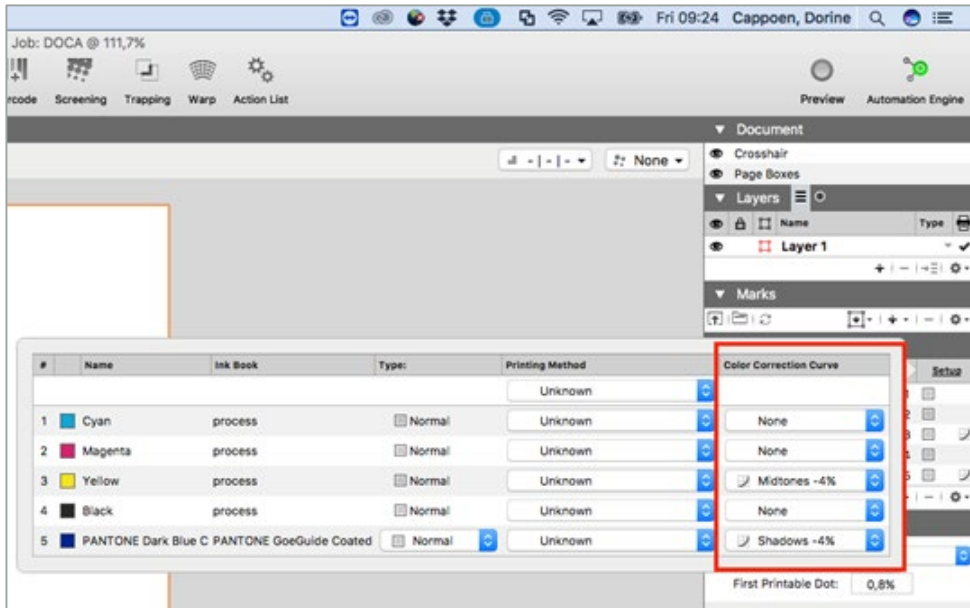 Fri 09:24 Cappoen, Dorine
Job: DOCA @ 111,7%
rcode Screening Trapping Warp Action List Preview Automation Engine
Document
None
Crosshair
Page Boxes
Layers
Name Type
Layer 1
Marks
# Name Ink Book Type: Printing Method Color Correction Curve
Setup
Unknown
1 Cyan process Normal Unknown None
2 Magenta process Normal Unknown None
3 Yellow process Normal Unknown Midtones -4%
4 Black process Normal Unknown None
5 PANTONE Dark Blue C PANTONE GoeGuide Coated Normal Unknown Shadows -4%
First Printable Dot: 0,8%